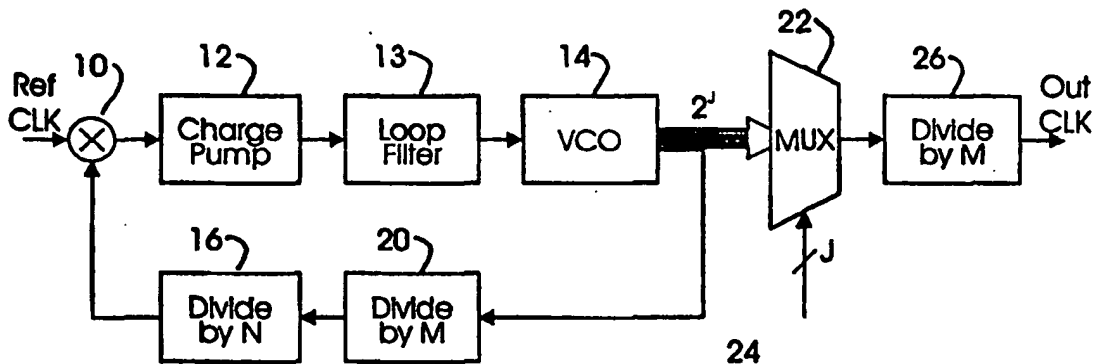 10
12
13
14
22
26
Ref
CLK
Charge
Pump
Loop
Filter
VCO
2^J
MUX
Divide
by M
Out
CLK
16
20
Divide
by N
Divide
by M
J
24